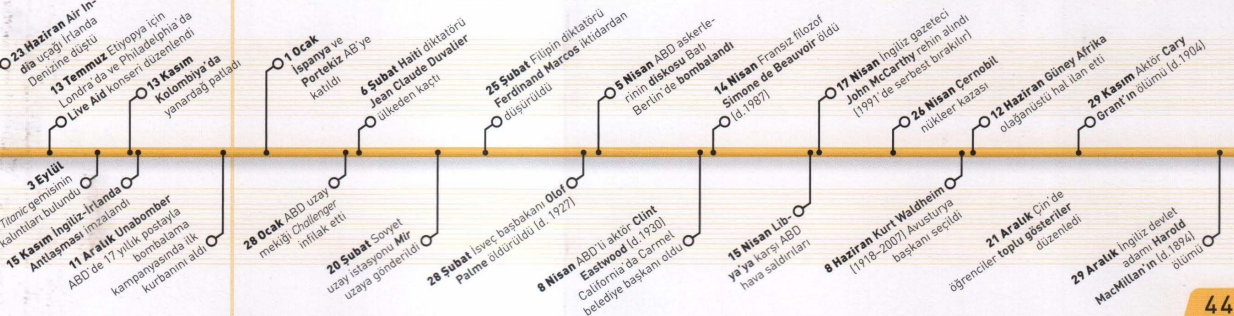 23 Haziran Air In-
dia uçağı İrlanda
Denizine düştü
13 Temmuz Etiyopya için
Londra'da ve Philadelphia'da
Live Aid konseri düzenlendi
13 Kasım
Kolombiya'da
yanardağ patladı
1 Ocak
İspanya ve
Portekiz AB'ye
katıldı
6 Şubat Haiti diktatörü
Jean Claude Duvalier
ülkeden kaçtı
25 Şubat Filipin diktatörü
Ferdinand Marcos iktidardan
düşürüldü
5 Nisan ABD askerle-
rinin diskosu Batı
Berlin'de bombalandı
14 Nisan Fransız filozof
Simone de Beauvoir öldü
(d.1987)
17 Nisan İngiliz gazeteci
John McCarthy rehin alındı
(1991'de serbest bırakılır)
26 Nisan Çernobil
nükleer kazası
12 Haziran Güney Afrika
olağanüstü hal ilan etti
29 Kasım Aktör Cary
Grant'ın ölümü (d.1904)
3 Eylül
Titanic gemisinin
kalıntıları bulundu
15 Kasım İngiliz-İrlanda
Antlaşması imzalandı
11 Aralık Unabomber
ABD'de 17 yıllık postayla
bombalama
kampanyasında ilk
kurbanını aldı
28 Ocak ABD uzay
mekiği Challenger
infilak etti
20 Şubat Sovyet
uzay istasyonu Mir
uzaya gönderildi
28 Şubat İsveç başbakanı Olof
Palme öldürüldü (d. 1927)
8 Nisan ABD'li aktör Clint
Eastwood (d.1930)
California'da Carmel
belediye başkanı oldu
15 Nisan Lib-
ya'ya karşı ABD
hava saldırıları
8 Haziran Kurt Waldheim
(1918-2007) Avusturya
başkanı seçildi
21 Aralık Çin'de
öğrenciler toplu gösteriler
düzenledi
29 Aralık İngiliz devlet
adamı Harold
MacMillan'ın (d.1894)
ölümü
44